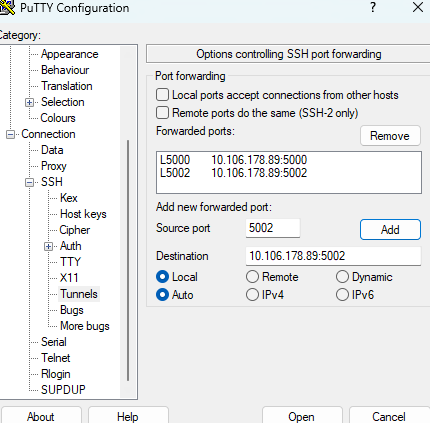 PuTTY Configuration
?
Category:
Appearance
Behaviour
Translation
Selection
Colours
Connection
Data
Proxy
SSH
Kex
Host keys
Cipher
Auth
TTY
X11
Tunnels
Bugs
More bugs
Serial
Telnet
Rlogin
SUPDUP
Options controlling SSH port forwarding
Port forwarding
Local ports accept connections from other hosts
Remote ports do the same (SSH-2 only)
Forwarded ports:
Remove
L5000 10.106.178.89:5000
L5002 10.106.178.89:5002
Add new forwarded port:
Source port 5002 Add
Destination 10.106.178.89:5002
Local Remote Dynamic
Auto IPv4 IPv6
About Help Open Cancel